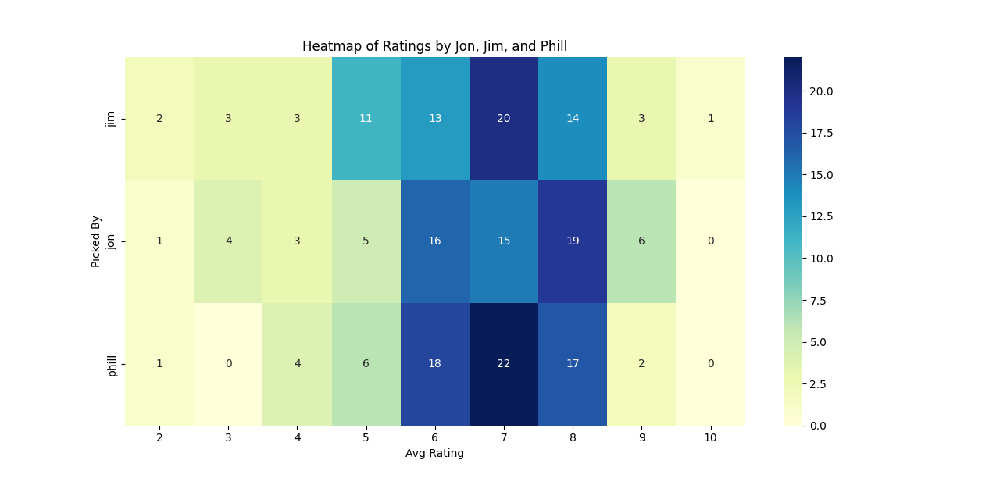 Heatmap of Ratings by Jon, Jim, and Phill
jim 2 3 3 11 13 20 14 3 1
jon 1 4 3 5 16 15 19 6 0
phill 1 0 4 6 18 22 17 2 0
Picked By
2 3 4 5 6 7 8 9 10
Avg Rating
20.0
17.5
15.0
12.5
10.0
7.5
5.0
2.5
0.0